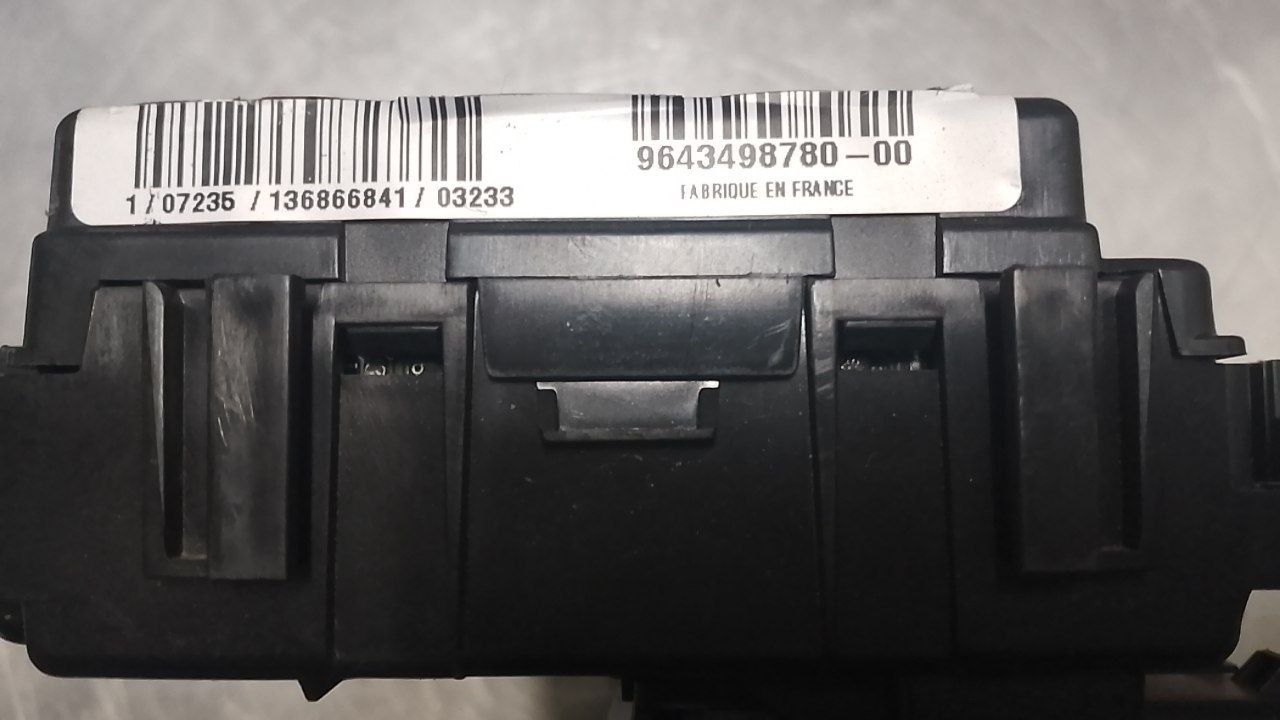 1 / 07235 / 136866841 / 03233
9643498780-00
FABRIQUE EN FRANCE